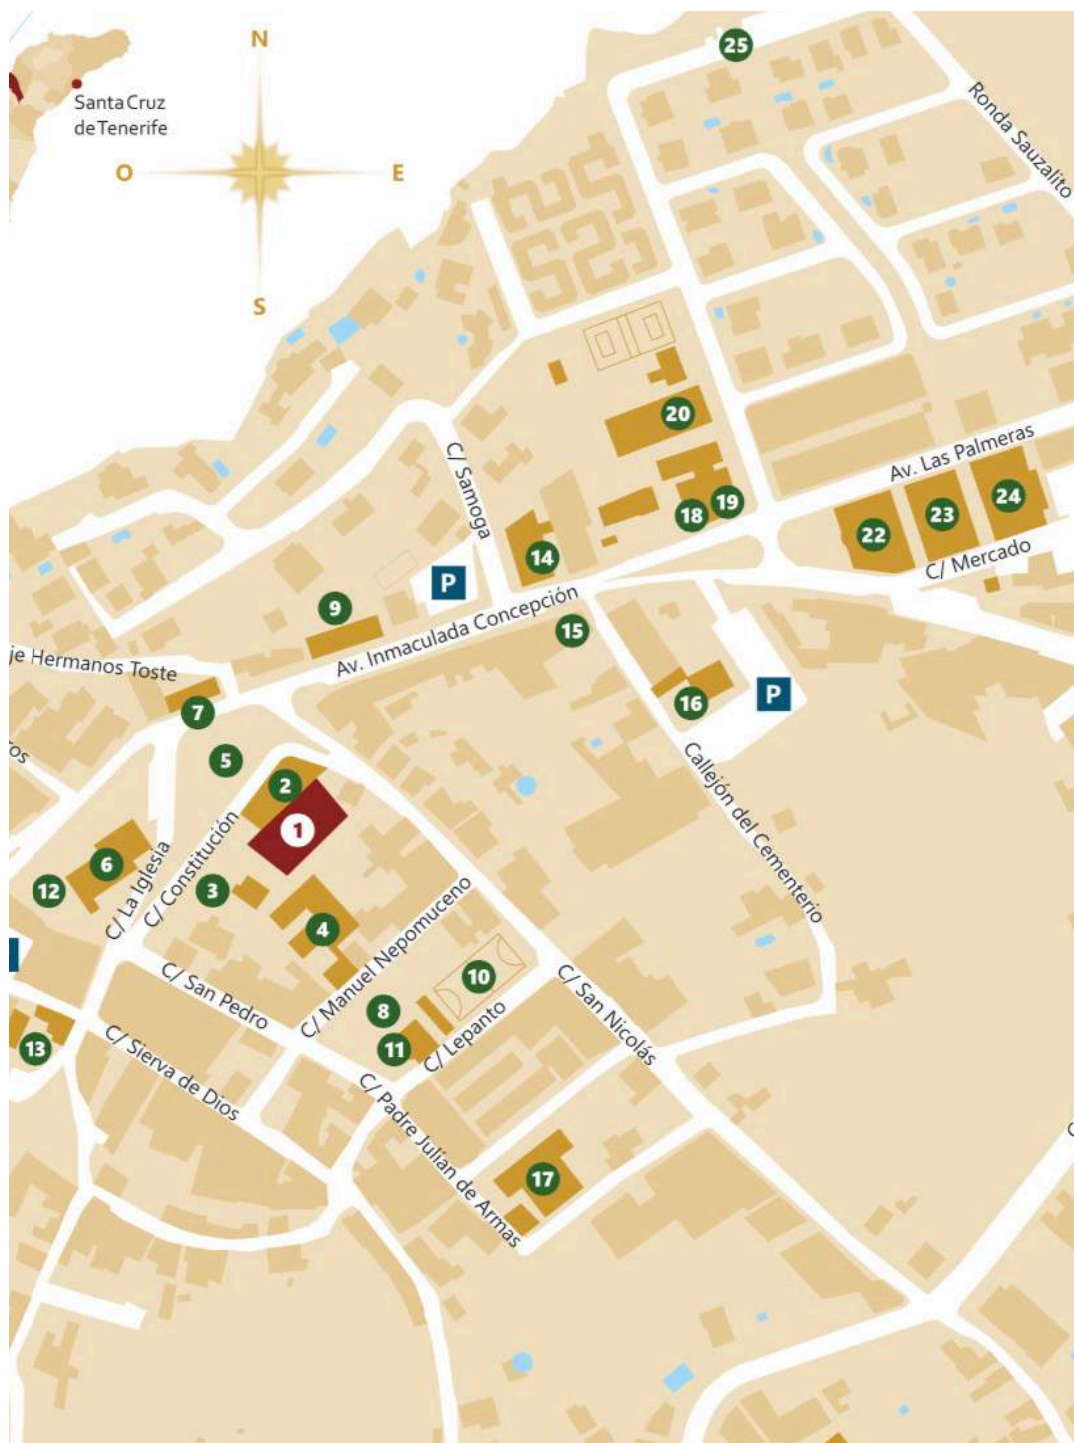 N
25
Santa Cruz
de Tenerife
Ronda Sauzalito
O
E
S
20
C/ Samoga
Av. Las Palmeras
24
19
18
23
22
14
C/ Mercado
P
9
Av. Inmaculada Concepción
15
je Hermanos Toste
16
P
7
ros
5
2
Callejón del Cementerio
1
C/ Constitución
6
12
3
C/ La Iglesia
4
C/ Manuel Nepomuceno
10
C/ San Pedro
8
C/ San Nicolás
11
C/ Lepanto
13
C/ Sierva de Dios
C/ Padre Julián de Armas
17